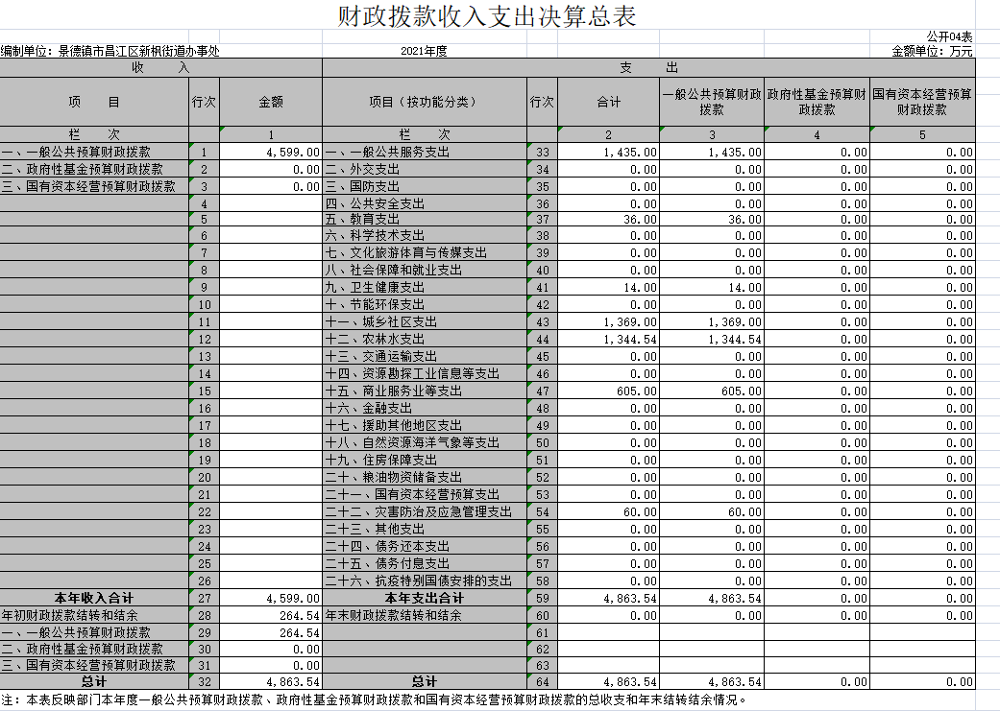 财政拨款收入支出决算总表
公开04表
编制单位：景德镇市昌江区新枫街道办事处 2021年度 金额单位：万元
收 入 支 出
项 目 行次 金额 项目（按功能分类） 行次 合计 一般公共预算财政拨款 政府性基金预算财政拨款 国有资本经营预算财政拨款
栏 次 1 栏 次 2 3 4 5
一、一般公共预算财政拨款 1 4,599.00 一、一般公共服务支出 33 1,435.00 1,435.00 0.00 0.00
二、政府性基金预算财政拨款 2 0.00 二、外交支出 34 0.00 0.00 0.00 0.00
三、国有资本经营预算财政拨款 3 0.00 三、国防支出 35 0.00 0.00 0.00 0.00
4 四、公共安全支出 36 0.00 0.00 0.00 0.00
5 五、教育支出 37 36.00 36.00 0.00 0.00
6 六、科学技术支出 38 0.00 0.00 0.00 0.00
7 七、文化旅游体育与传媒支出 39 0.00 0.00 0.00 0.00
8 八、社会保障和就业支出 40 0.00 0.00 0.00 0.00
9 九、卫生健康支出 41 14.00 14.00 0.00 0.00
10 十、节能环保支出 42 0.00 0.00 0.00 0.00
11 十一、城乡社区支出 43 1,369.00 1,369.00 0.00 0.00
12 十二、农林水支出 44 1,344.54 1,344.54 0.00 0.00
13 十三、交通运输支出 45 0.00 0.00 0.00 0.00
14 十四、资源勘探工业信息等支出 46 0.00 0.00 0.00 0.00
15 十五、商业服务业等支出 47 605.00 605.00 0.00 0.00
16 十六、金融支出 48 0.00 0.00 0.00 0.00
17 十七、援助其他地区支出 49 0.00 0.00 0.00 0.00
18 十八、自然资源海洋气象等支出 50 0.00 0.00 0.00 0.00
19 十九、住房保障支出 51 0.00 0.00 0.00 0.00
20 二十、粮油物资储备支出 52 0.00 0.00 0.00 0.00
21 二十一、国有资本经营预算支出 53 0.00 0.00 0.00 0.00
22 二十二、灾害防治及应急管理支出 54 60.00 60.00 0.00 0.00
23 二十三、其他支出 55 0.00 0.00 0.00 0.00
24 二十四、债务还本支出 56 0.00 0.00 0.00 0.00
25 二十五、债务付息支出 57 0.00 0.00 0.00 0.00
26 二十六、抗疫特别国债安排的支出 58 0.00 0.00 0.00 0.00
本年收入合计 27 4,599.00 本年支出合计 59 4,863.54 4,863.54 0.00 0.00
年初财政拨款结转和结余 28 264.54 年末财政拨款结转和结余 60 0.00 0.00 0.00 0.00
一、一般公共预算财政拨款 29 264.54 61
二、政府性基金预算财政拨款 30 0.00 62
三、国有资本经营预算财政拨款 31 0.00 63
总计 32 4,863.54 总计 64 4,863.54 4,863.54 0.00 0.00
注：本表反映部门本年度一般公共预算财政拨款、政府性基金预算财政拨款和国有资本经营预算财政拨款的总收支和年末结转结余情况。